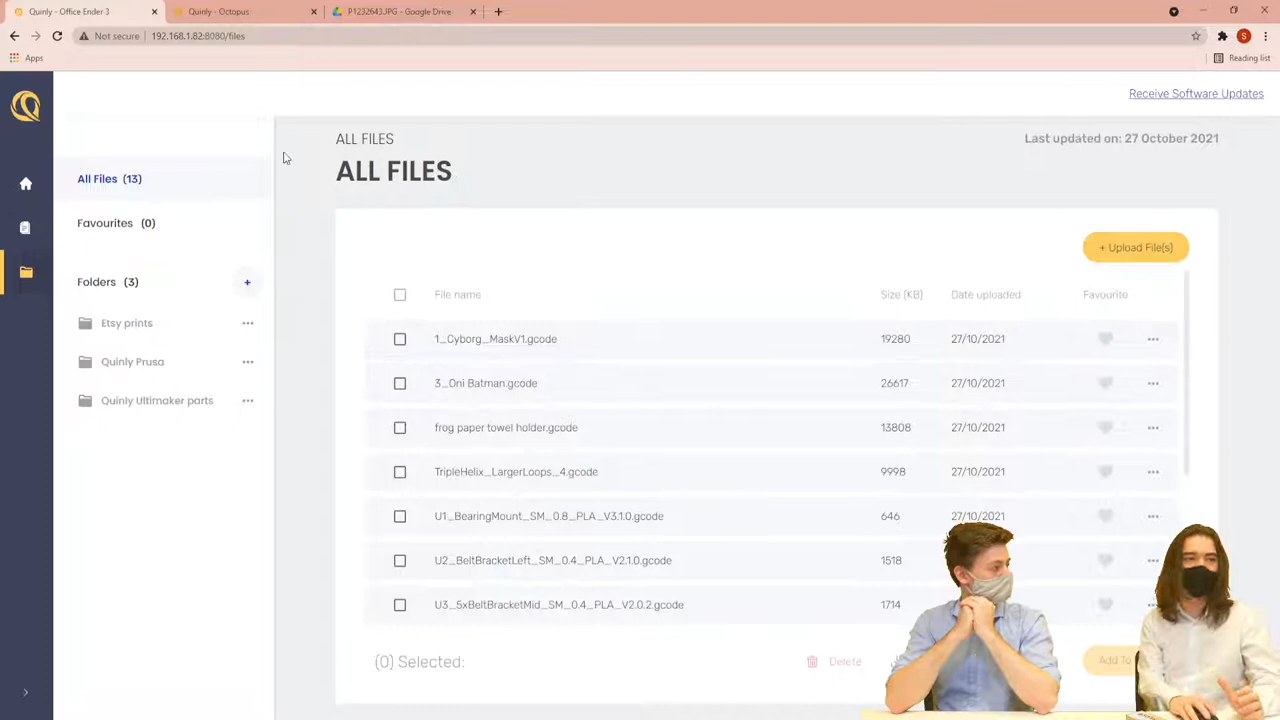 Quinly - Office Ender 3
Quinly - Octopus
P1232643.JPG - Google Drive
Not secure 192.168.1.82:8080/files
S
Apps
Reading list
Receive Software Updates
ALL FILES
Last updated on: 27 October 2021
ALL FILES
All Files (13)
Favourites (0)
Folders (3) +
Etsy prints
Quinly Prusa
Quinly Ultimaker parts
+ Upload File(s)
File name Size (KB) Date uploaded Favourite
1_Cyborg_MaskV1.gcode 19280 27/10/2021
3_Oni Batman.gcode 26617 27/10/2021
frog paper towel holder.gcode 13808 27/10/2021
TripleHelix_LargerLoops_4.gcode 9998 27/10/2021
U1_BearingMount_SM_0.8_PLA_V3.1.0.gcode 646 27/10/2021
U2_BeltBracketLeft_SM_0.4_PLA_V2.1.0.gcode 1518
U3_5xBeltBracketMid_SM_0.4_PLA_V2.0.2.gcode 1714
(0) Selected: Delete Add To